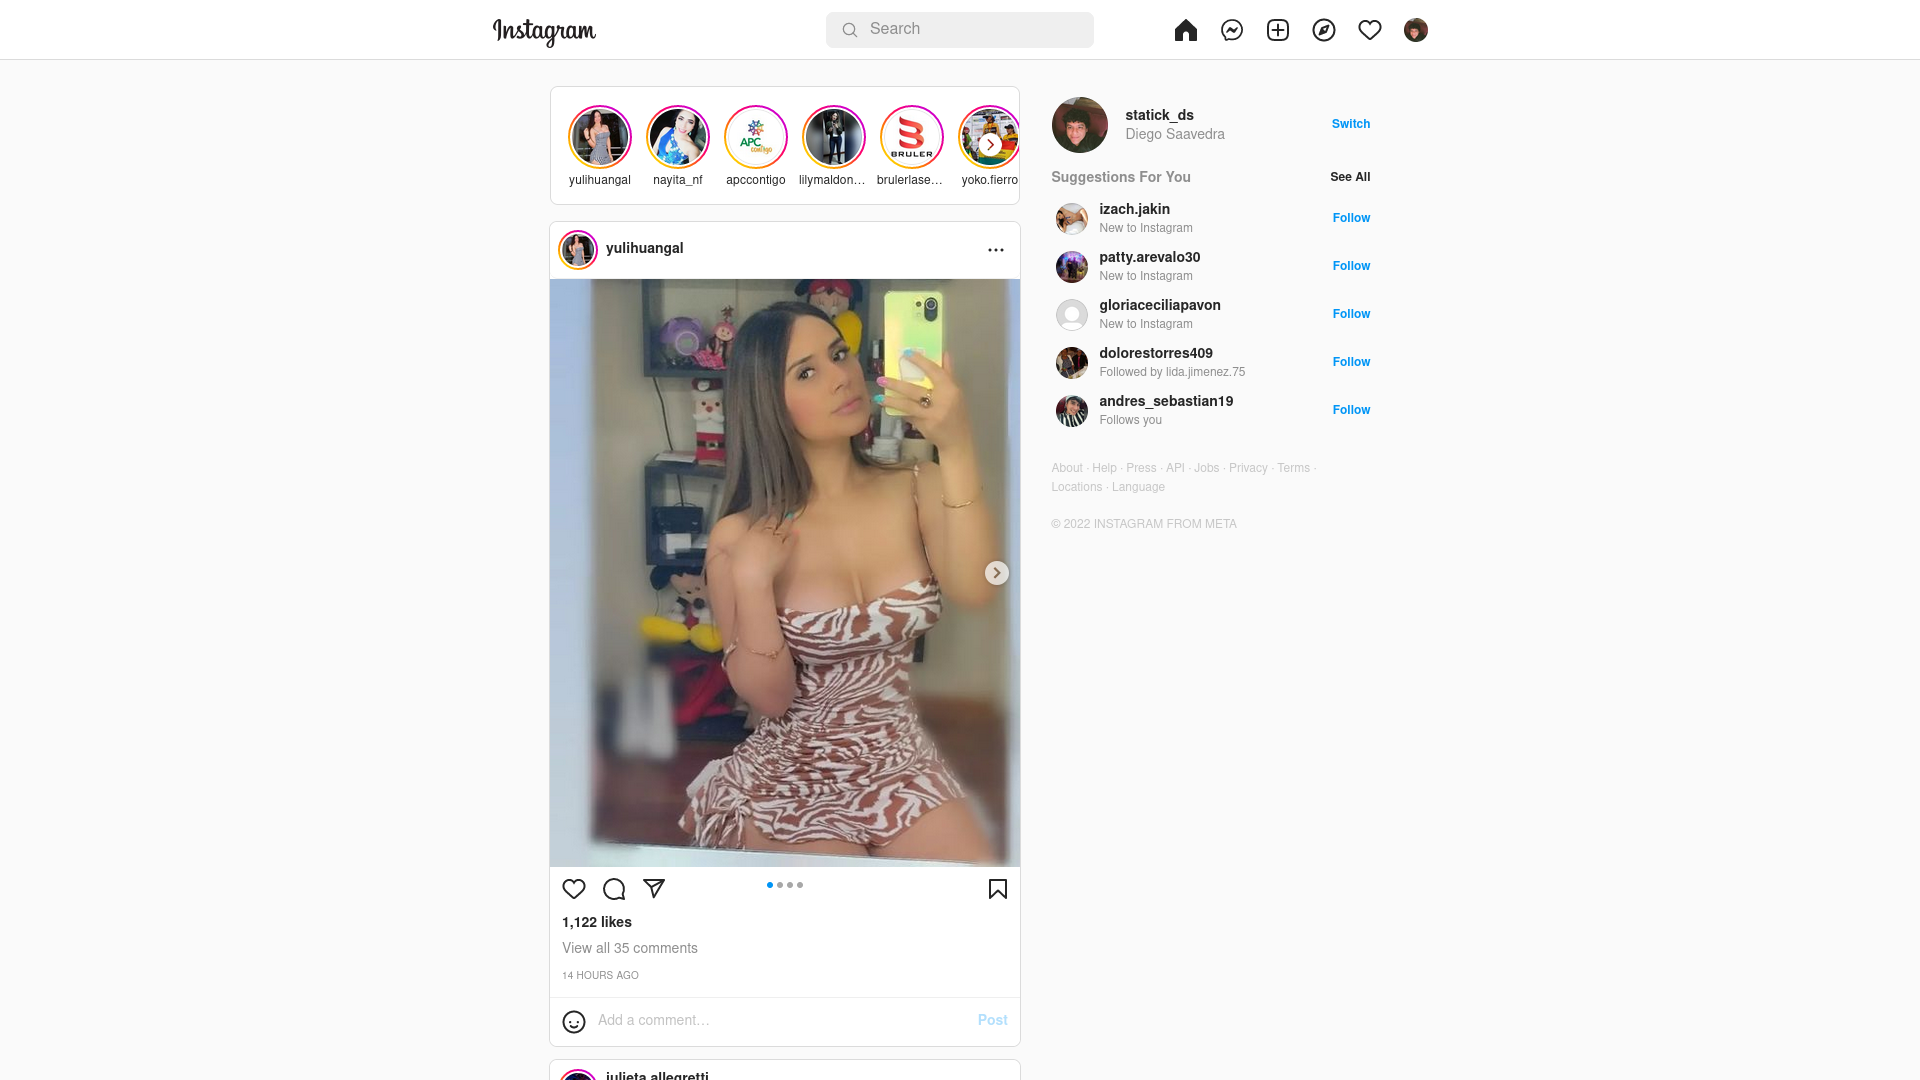 Instagram
Search
yulihuangal
nayita_nf
APC
contigo
apccontigo
lilymaldon…
BRULER
brulerlase…
yoko.fierro
statick_ds
Diego Saavedra
Switch
Suggestions For You
See All
izach.jakin
New to Instagram
Follow
patty.arevalo30
New to Instagram
Follow
gloriaceciliapavon
New to Instagram
Follow
dolorestorres409
Followed by lida.jimenez.75
Follow
andres_sebastian19
Follows you
Follow
About · Help · Press · API · Jobs · Privacy · Terms ·
Locations · Language
© 2022 INSTAGRAM FROM META
yulihuangal
1,122 likes
View all 35 comments
14 HOURS AGO
Add a comment…
Post
julieta.allegretti